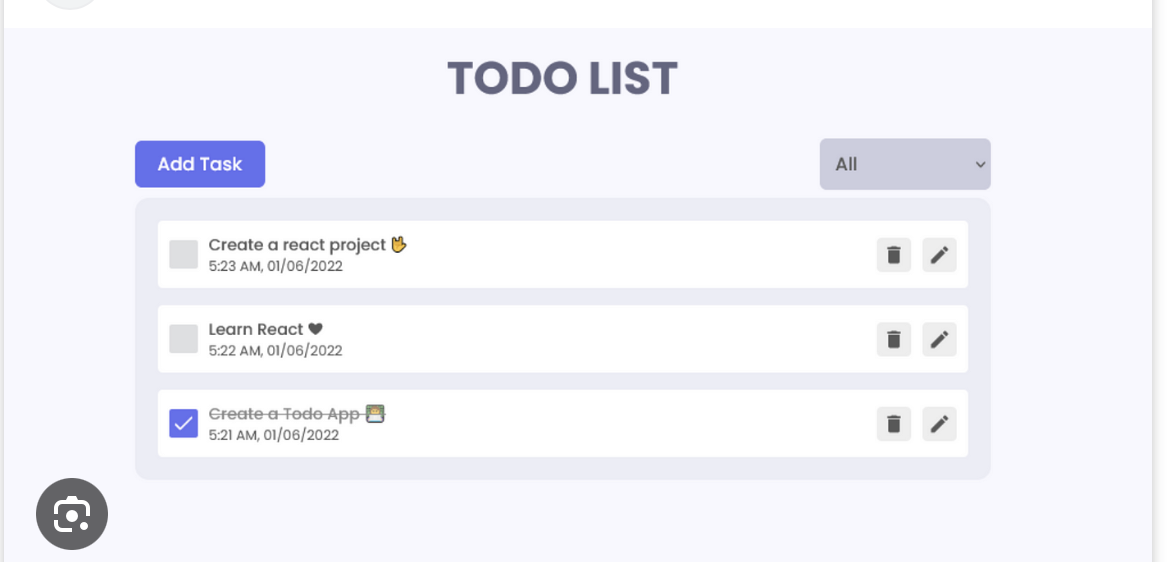 TODO LIST
Add Task
All
Create a react project 🤟
5:23 AM, 01/06/2022
Learn React 🖤
5:22 AM, 01/06/2022
Create a Todo App 👨‍💻
5:21 AM, 01/06/2022